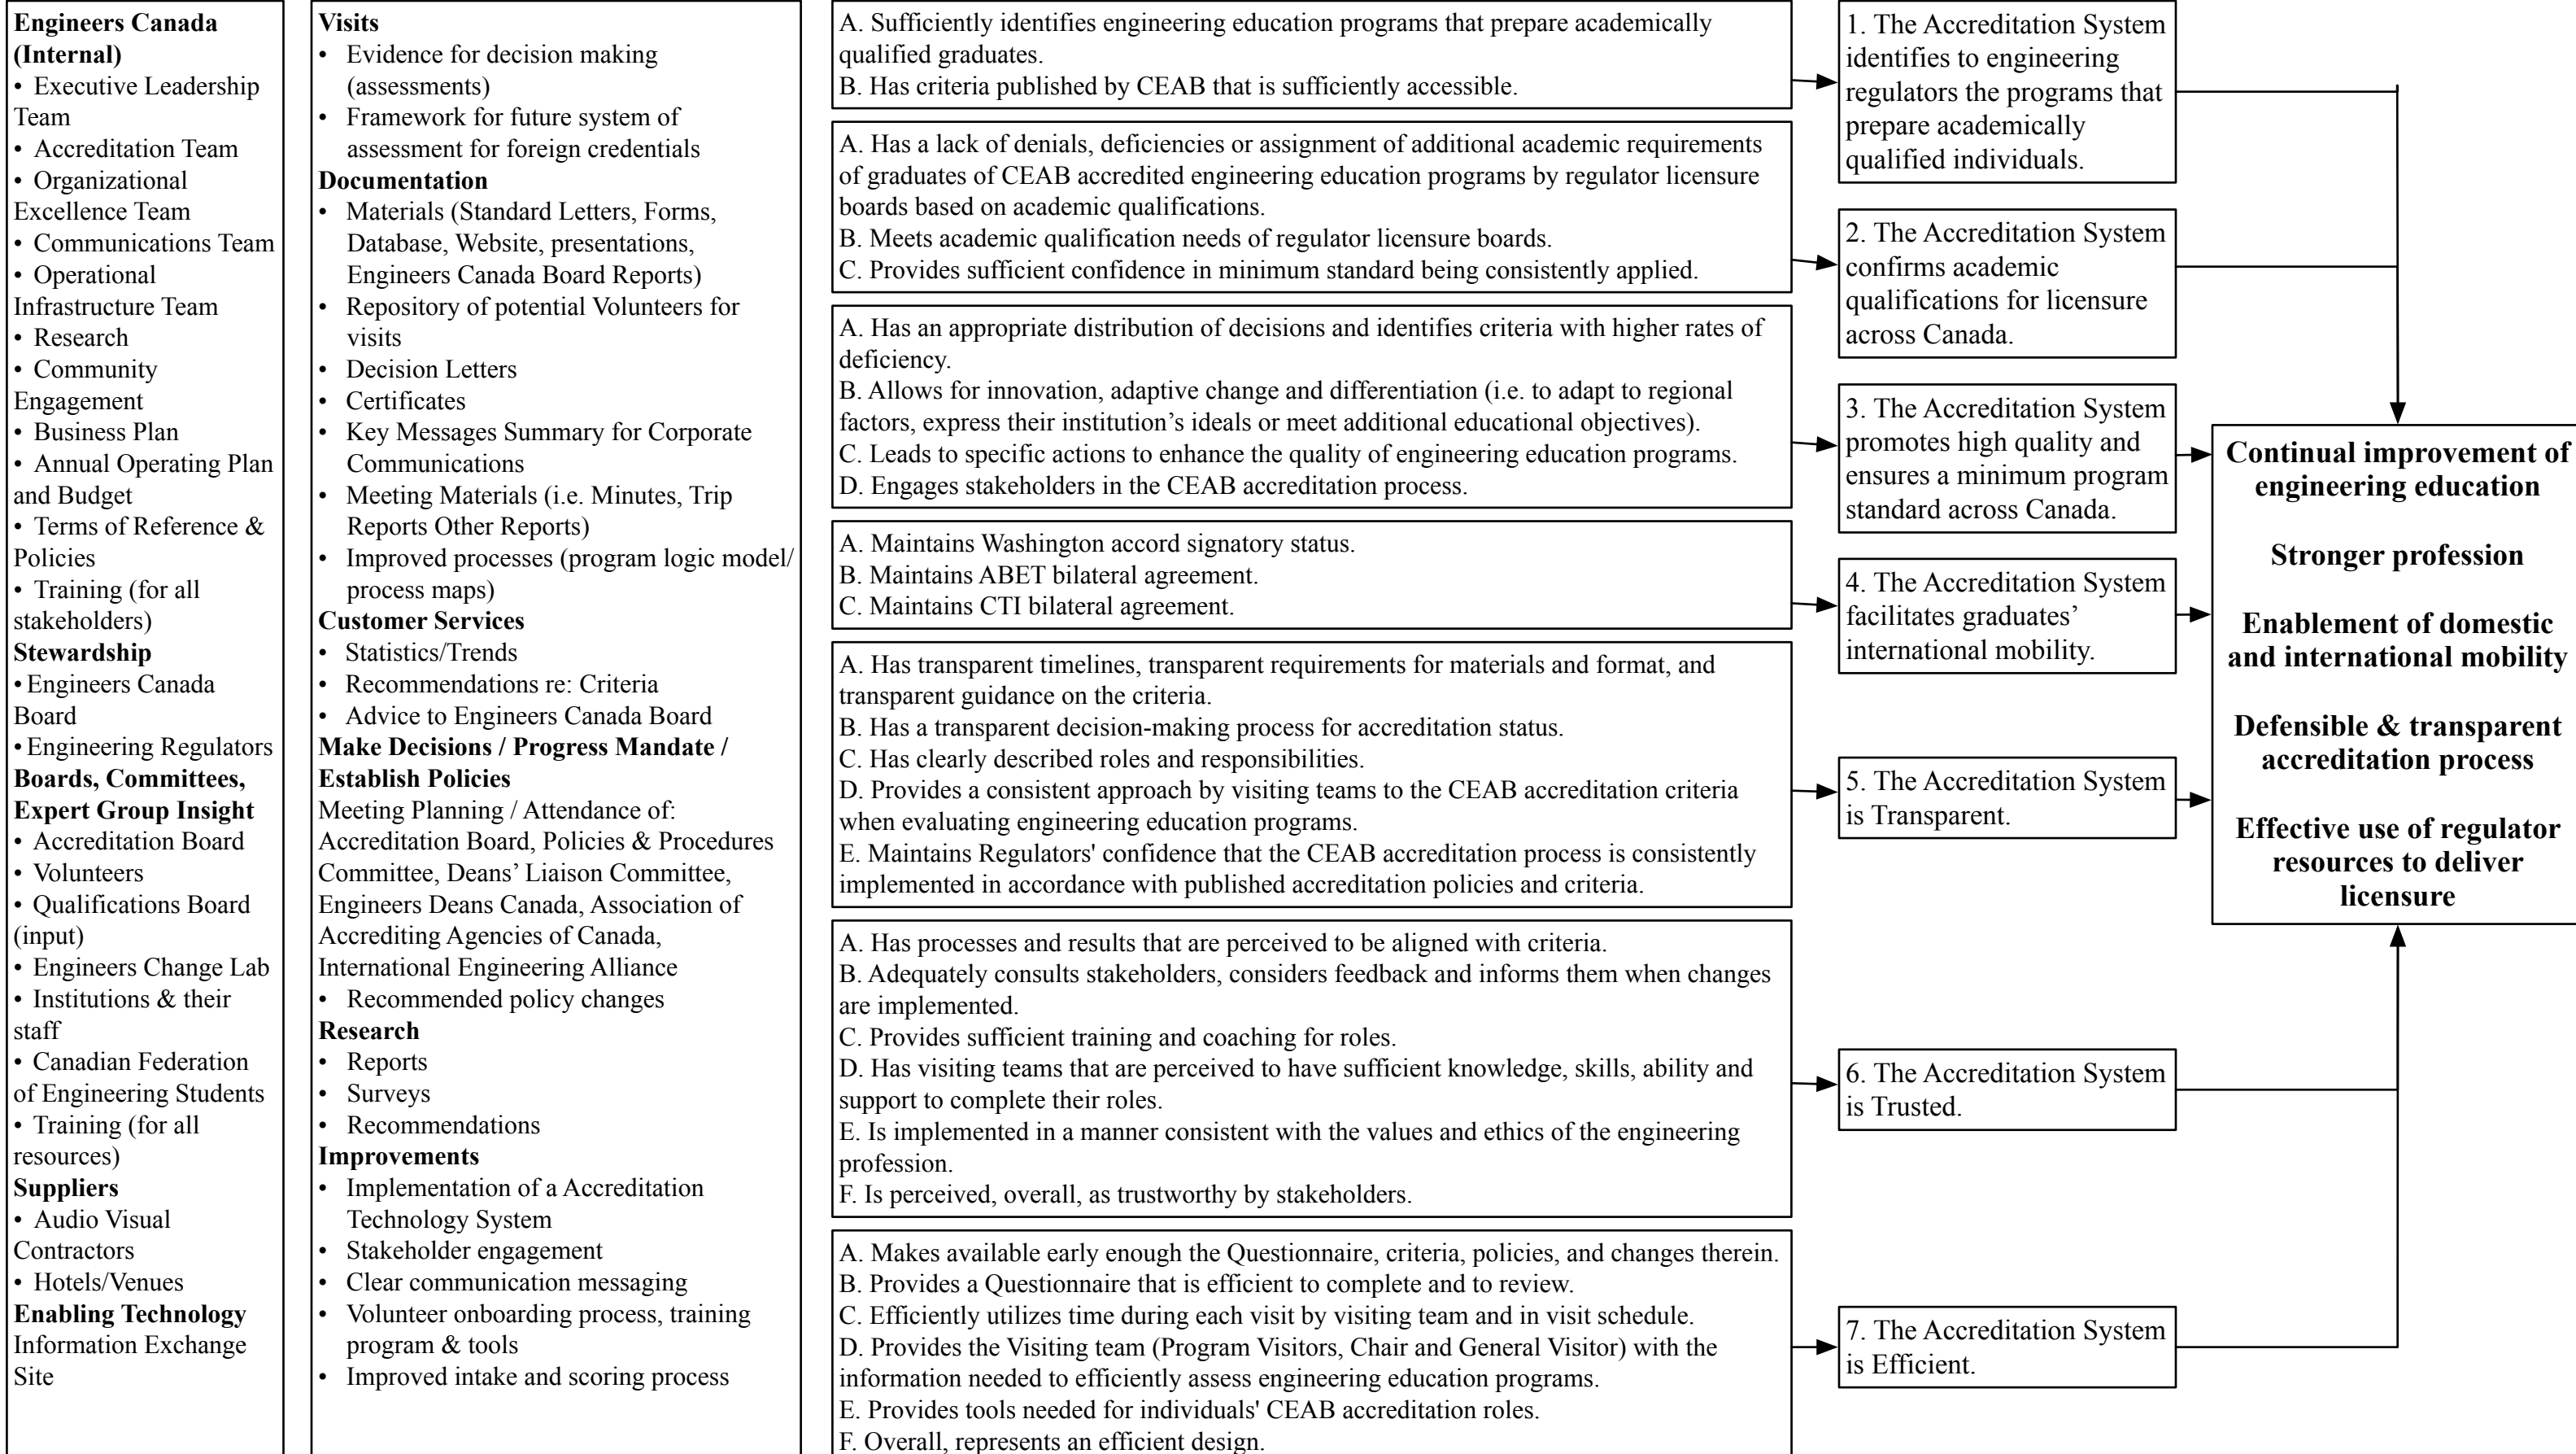 Engineers Canada
(Internal)
• Executive Leadership
Team
• Accreditation Team
• Organizational
Excellence Team
• Communications Team
• Operational
Infrastructure Team
• Research
• Community
Engagement
• Business Plan
• Annual Operating Plan
and Budget
• Terms of Reference &
Policies
• Training (for all
stakeholders)
Stewardship
• Engineers Canada
Board
• Engineering Regulators
Boards, Committees,
Expert Group Insight
• Accreditation Board
• Volunteers
• Qualifications Board
(input)
• Engineers Change Lab
• Institutions & their
staff
• Canadian Federation
of Engineering Students
• Training (for all
resources)
Suppliers
• Audio Visual
Contractors
• Hotels/Venues
Enabling Technology
Information Exchange
Site
Visits
• Evidence for decision making
(assessments)
• Framework for future system of
assessment for foreign credentials
Documentation
• Materials (Standard Letters, Forms,
Database, Website, presentations,
Engineers Canada Board Reports)
• Repository of potential Volunteers for
visits
• Decision Letters
• Certificates
• Key Messages Summary for Corporate
Communications
• Meeting Materials (i.e. Minutes, Trip
Reports Other Reports)
• Improved processes (program logic model/
process maps)
Customer Services
• Statistics/Trends
• Recommendations re: Criteria
• Advice to Engineers Canada Board
Make Decisions / Progress Mandate /
Establish Policies
Meeting Planning / Attendance of:
Accreditation Board, Policies & Procedures
Committee, Deans’ Liaison Committee,
Engineers Deans Canada, Association of
Accrediting Agencies of Canada,
International Engineering Alliance
• Recommended policy changes
Research
• Reports
• Surveys
• Recommendations
Improvements
• Implementation of a Accreditation
Technology System
• Stakeholder engagement
• Clear communication messaging
• Volunteer onboarding process, training
program & tools
• Improved intake and scoring process
A. Sufficiently identifies engineering education programs that prepare academically
qualified graduates.
B. Has criteria published by CEAB that is sufficiently accessible.
A. Has a lack of denials, deficiencies or assignment of additional academic requirements
of graduates of CEAB accredited engineering education programs by regulator licensure
boards based on academic qualifications.
B. Meets academic qualification needs of regulator licensure boards.
C. Provides sufficient confidence in minimum standard being consistently applied.
A. Has an appropriate distribution of decisions and identifies criteria with higher rates of
deficiency.
B. Allows for innovation, adaptive change and differentiation (i.e. to adapt to regional
factors, express their institution’s ideals or meet additional educational objectives).
C. Leads to specific actions to enhance the quality of engineering education programs.
D. Engages stakeholders in the CEAB accreditation process.
A. Maintains Washington accord signatory status.
B. Maintains ABET bilateral agreement.
C. Maintains CTI bilateral agreement.
A. Has transparent timelines, transparent requirements for materials and format, and
transparent guidance on the criteria.
B. Has a transparent decision-making process for accreditation status.
C. Has clearly described roles and responsibilities.
D. Provides a consistent approach by visiting teams to the CEAB accreditation criteria
when evaluating engineering education programs.
E. Maintains Regulators' confidence that the CEAB accreditation process is consistently
implemented in accordance with published accreditation policies and criteria.
A. Has processes and results that are perceived to be aligned with criteria.
B. Adequately consults stakeholders, considers feedback and informs them when changes
are implemented.
C. Provides sufficient training and coaching for roles.
D. Has visiting teams that are perceived to have sufficient knowledge, skills, ability and
support to complete their roles.
E. Is implemented in a manner consistent with the values and ethics of the engineering
profession.
F. Is perceived, overall, as trustworthy by stakeholders.
A. Makes available early enough the Questionnaire, criteria, policies, and changes therein.
B. Provides a Questionnaire that is efficient to complete and to review.
C. Efficiently utilizes time during each visit by visiting team and in visit schedule.
D. Provides the Visiting team (Program Visitors, Chair and General Visitor) with the
information needed to efficiently assess engineering education programs.
E. Provides tools needed for individuals' CEAB accreditation roles.
F. Overall, represents an efficient design.
1. The Accreditation System
identifies to engineering
regulators the programs that
prepare academically
qualified individuals.
2. The Accreditation System
confirms academic
qualifications for licensure
across Canada.
3. The Accreditation System
promotes high quality and
ensures a minimum program
standard across Canada.
4. The Accreditation System
facilitates graduates’
international mobility.
5. The Accreditation System
is Transparent.
6. The Accreditation System
is Trusted.
7. The Accreditation System
is Efficient.
Continual improvement of
engineering education
Stronger profession
Enablement of domestic
and international mobility
Defensible & transparent
accreditation process
Effective use of regulator
resources to deliver
licensure